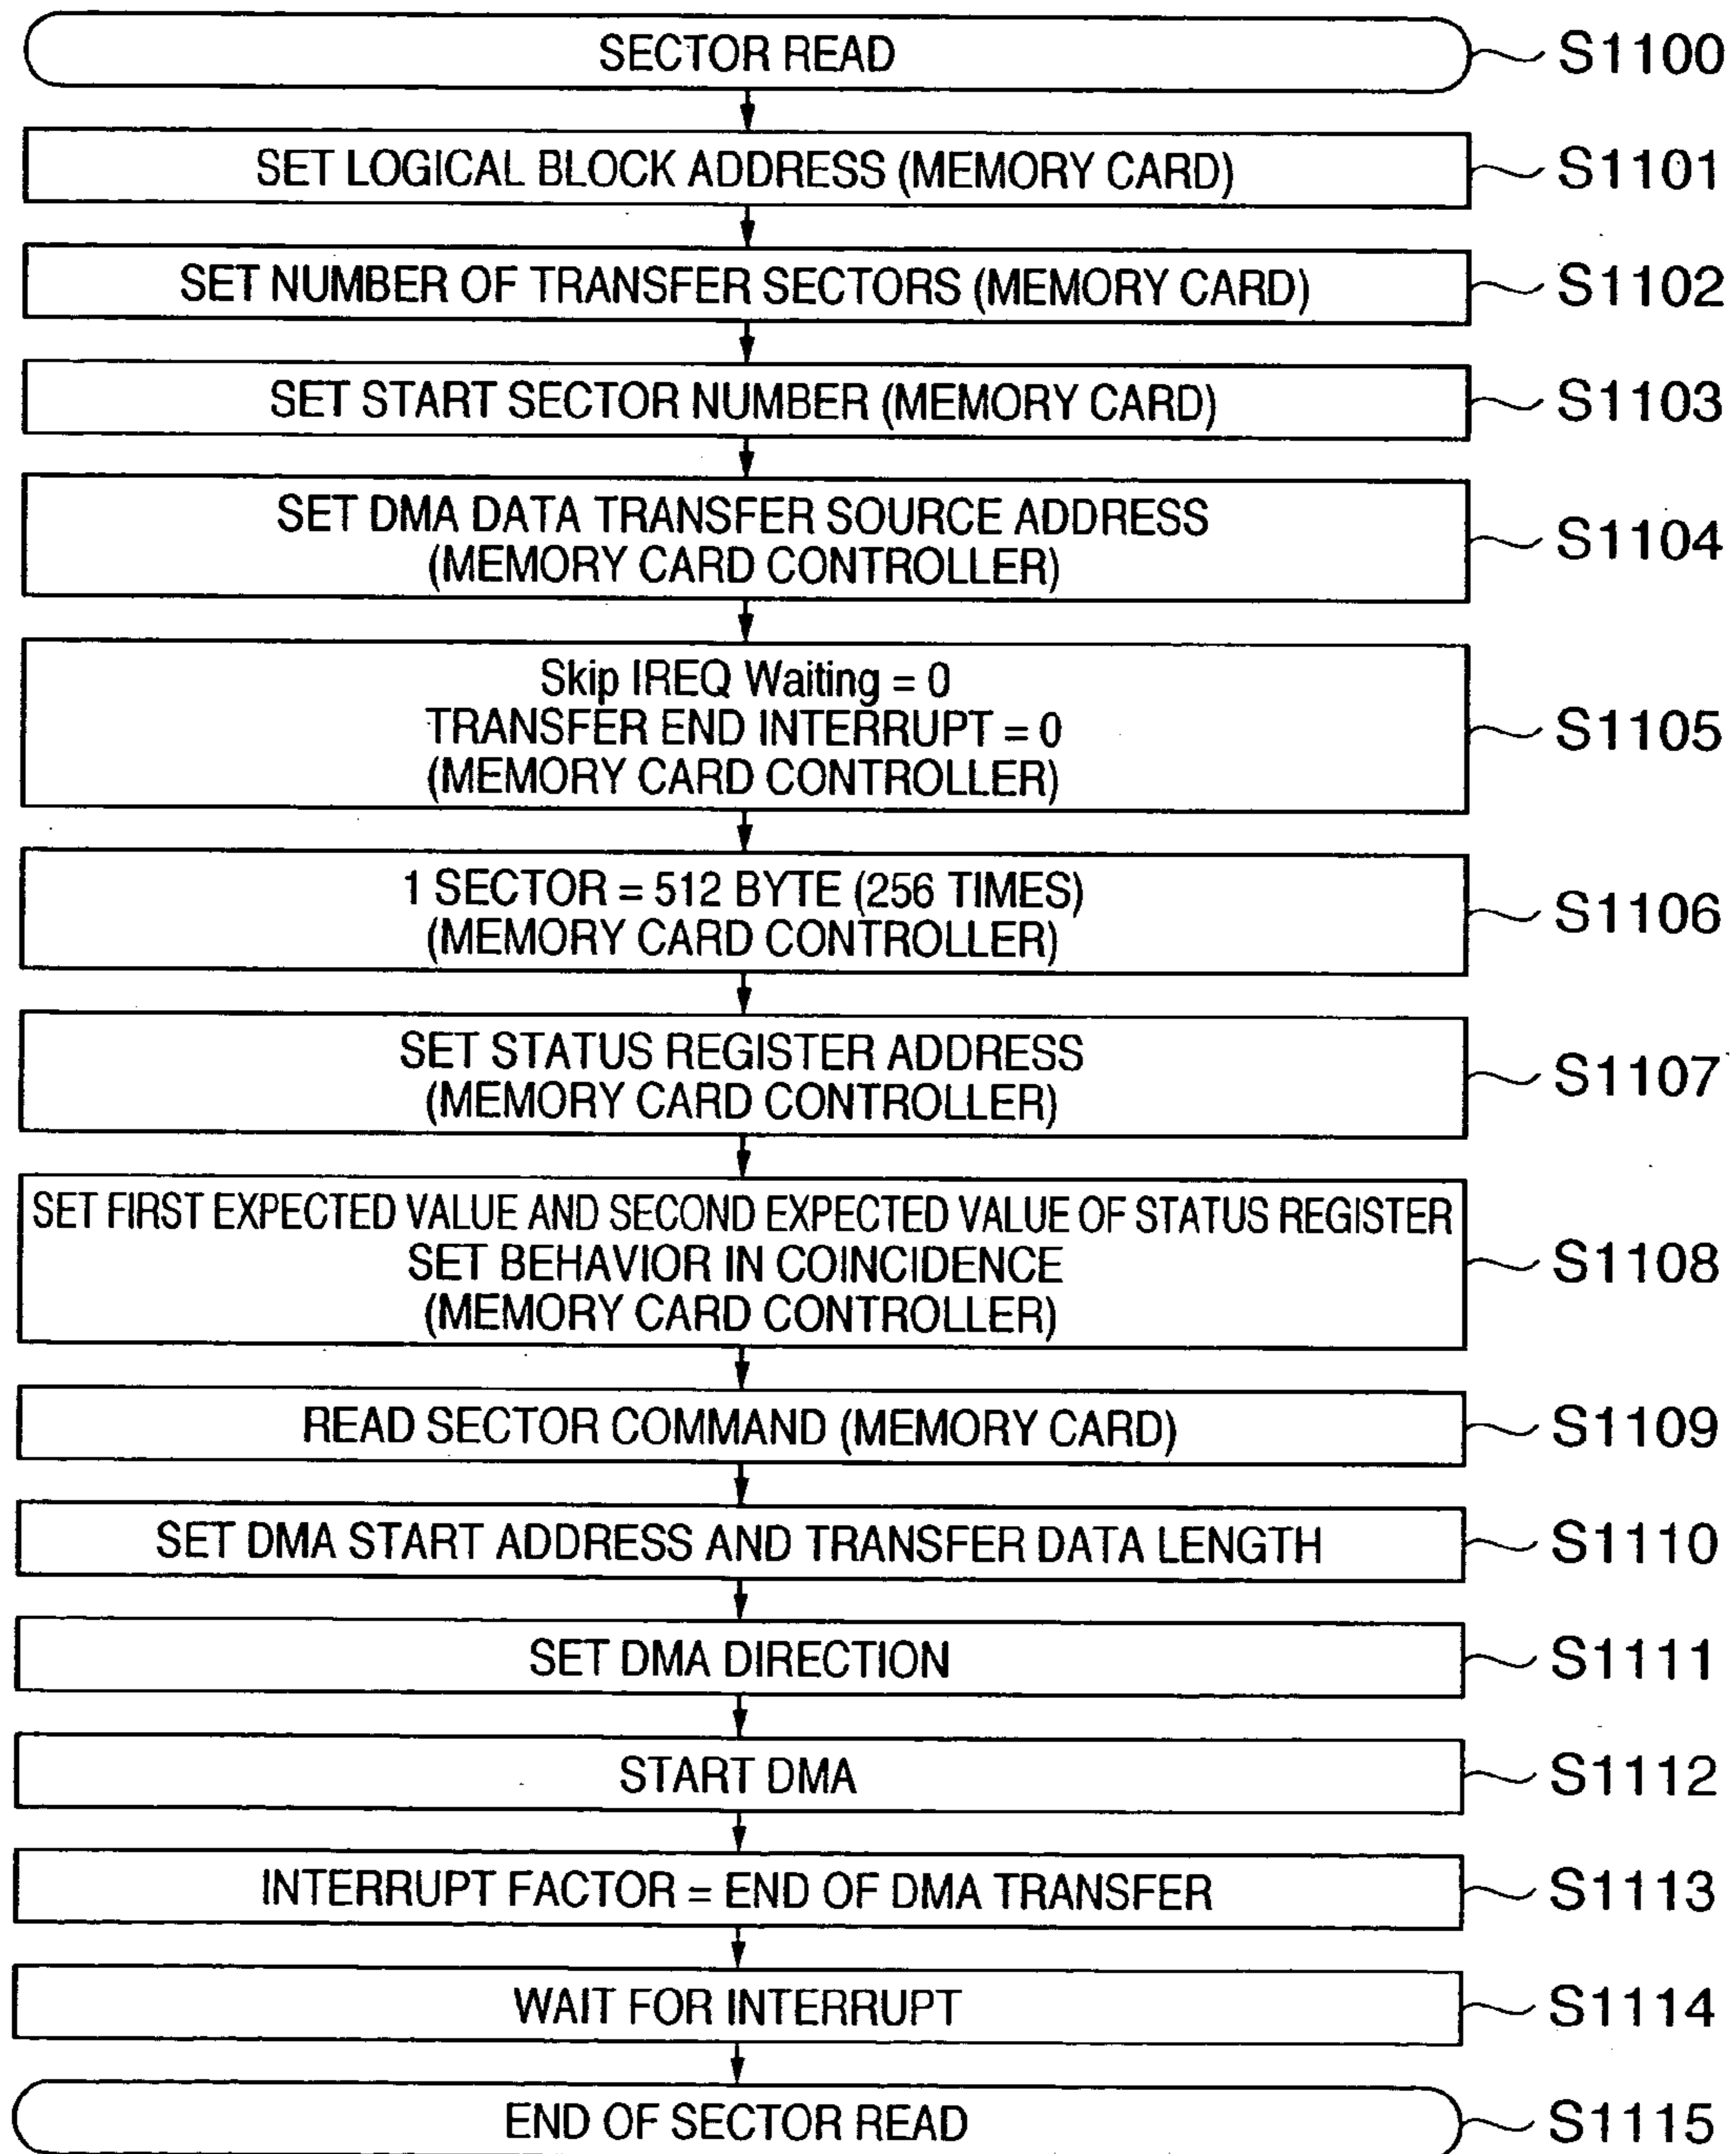 SECTOR READ S1100
SET LOGICAL BLOCK ADDRESS (MEMORY CARD) S1101
SET NUMBER OF TRANSFER SECTORS (MEMORY CARD) S1102
SET START SECTOR NUMBER (MEMORY CARD) S1103
SET DMA DATA TRANSFER SOURCE ADDRESS
(MEMORY CARD CONTROLLER) S1104
Skip IREQ Waiting = 0
TRANSFER END INTERRUPT = 0 S1105
(MEMORY CARD CONTROLLER)
1 SECTOR = 512 BYTE (256 TIMES)
(MEMORY CARD CONTROLLER) S1106
SET STATUS REGISTER ADDRESS
(MEMORY CARD CONTROLLER) S1107
SET FIRST EXPECTED VALUE AND SECOND EXPECTED VALUE OF STATUS REGISTER
SET BEHAVIOR IN COINCIDENCE S1108
(MEMORY CARD CONTROLLER)
READ SECTOR COMMAND (MEMORY CARD) S1109
SET DMA START ADDRESS AND TRANSFER DATA LENGTH S1110
SET DMA DIRECTION S1111
START DMA S1112
INTERRUPT FACTOR = END OF DMA TRANSFER S1113
WAIT FOR INTERRUPT S1114
END OF SECTOR READ S1115